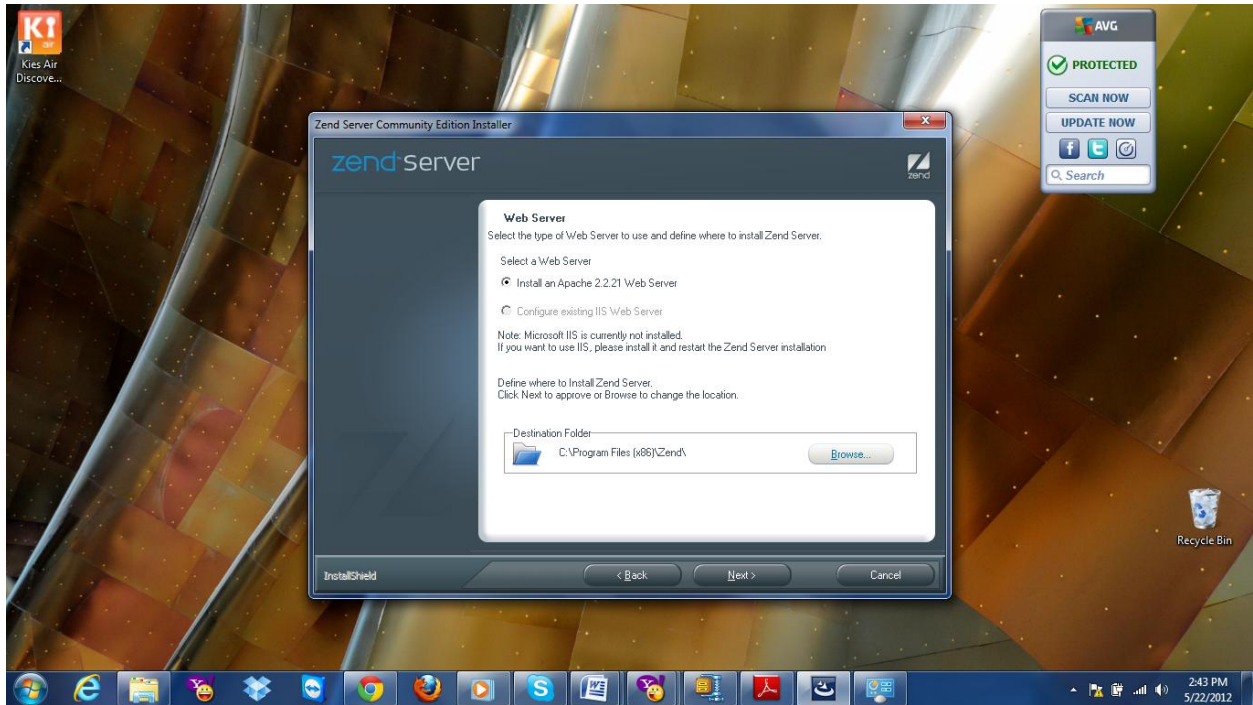 Kies Air
Discove...
AVG
PROTECTED
SCAN NOW
UPDATE NOW
Search
Zend Server Community Edition Installer
zend server
zend
Web Server
Select the type of Web Server to use and define where to install Zend Server.
Select a Web Server
Install an Apache 2.2.21 Web Server
Configure existing IIS Web Server
Note: Microsoft IIS is currently not installed.
If you want to use IIS, please install it and restart the Zend Server installation
Define where to Install Zend Server.
Click Next to approve or Browse to change the location.
Destination Folder
C:\Program Files (x86)\Zend\
Browse...
InstallShield
< Back
Next >
Cancel
Recycle Bin
2:43 PM
5/22/2012